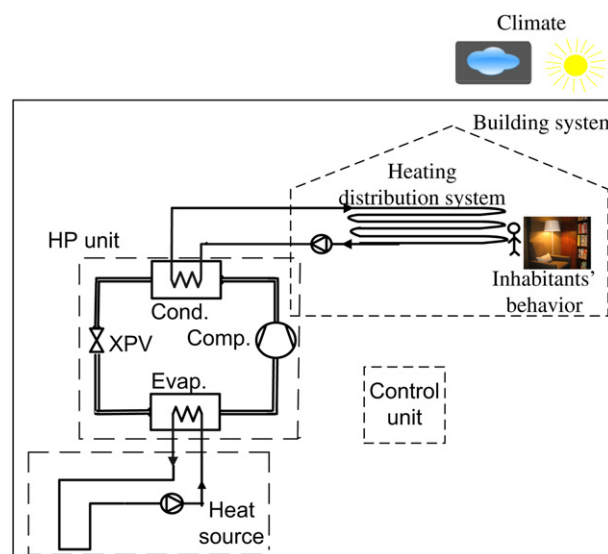 Climate
Building system
Heating
distribution system
HP unit
Inhabitants'
behavior
Cond.
XPV
Comp.
Evap.
Control
unit
Heat
source